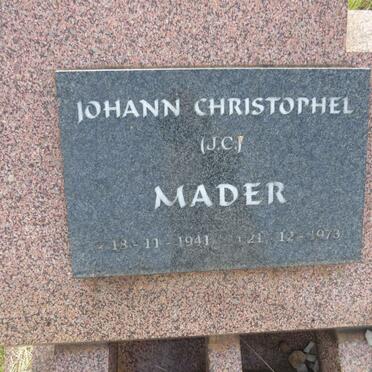 JOHANN CHRISTOPHEL
(J.C.)
MADER
18 - 11 - 1941 21 - 12 - 1973